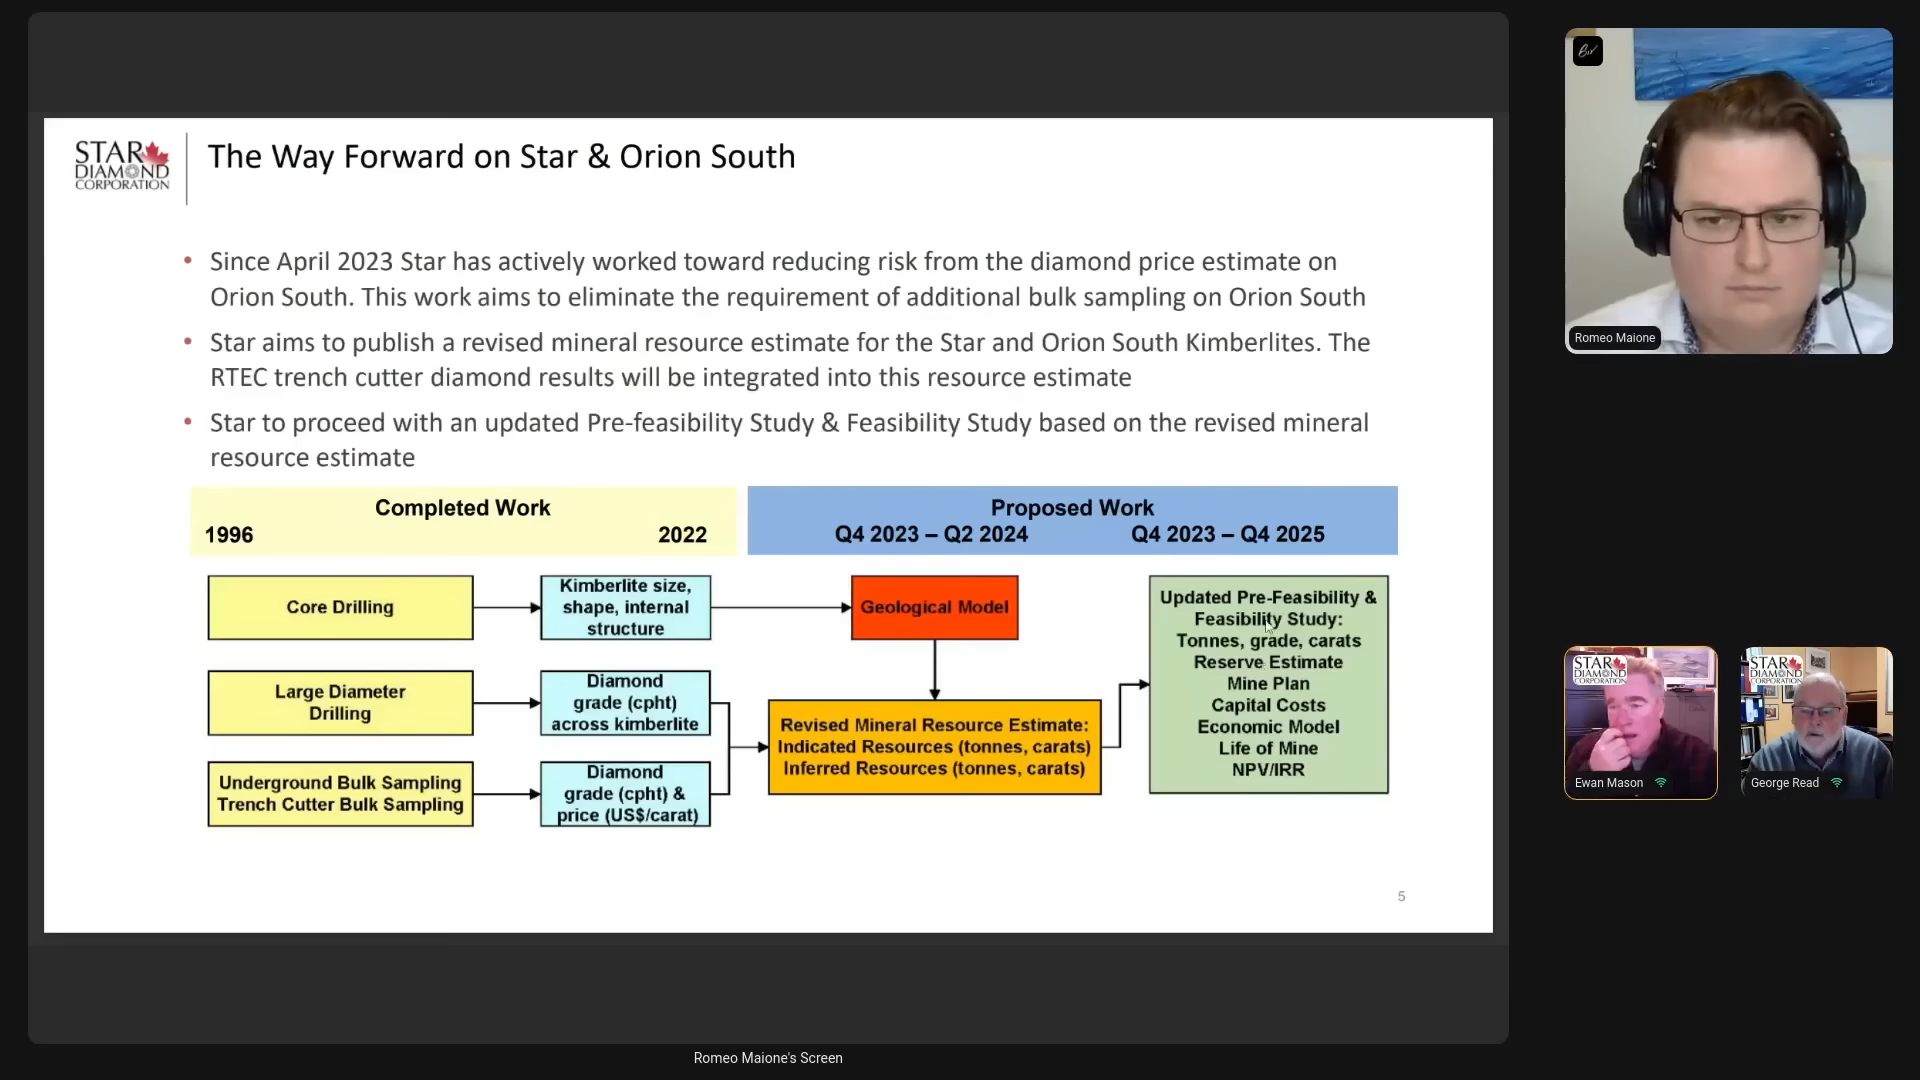 STAR
DIAMOND
CORPORATION
The Way Forward on Star & Orion South
• Since April 2023 Star has actively worked toward reducing risk from the diamond price estimate on
Orion South. This work aims to eliminate the requirement of additional bulk sampling on Orion South
• Star aims to publish a revised mineral resource estimate for the Star and Orion South Kimberlites. The
RTEC trench cutter diamond results will be integrated into this resource estimate
• Star to proceed with an updated Pre-feasibility Study & Feasibility Study based on the revised mineral
resource estimate
Completed Work
1996 2022
Proposed Work
Q4 2023 – Q2 2024 Q4 2023 – Q4 2025
Core Drilling
Kimberlite size,
shape, internal
structure
Geological Model
Large Diameter
Drilling
Diamond
grade (cpht)
across kimberlite
Underground Bulk Sampling
Trench Cutter Bulk Sampling
Diamond
grade (cpht) &
price (US$/carat)
Revised Mineral Resource Estimate:
Indicated Resources (tonnes, carats)
Inferred Resources (tonnes, carats)
Updated Pre-Feasibility &
Feasibility Study:
Tonnes, grade, carats
Reserve Estimate
Mine Plan
Capital Costs
Economic Model
Life of Mine
NPV/IRR
5
Romeo Maione's Screen
Romeo Maione
STAR
DIAMOND
CORPORATION
Ewan Mason
STAR
DIAMOND
CORPORATION
George Read